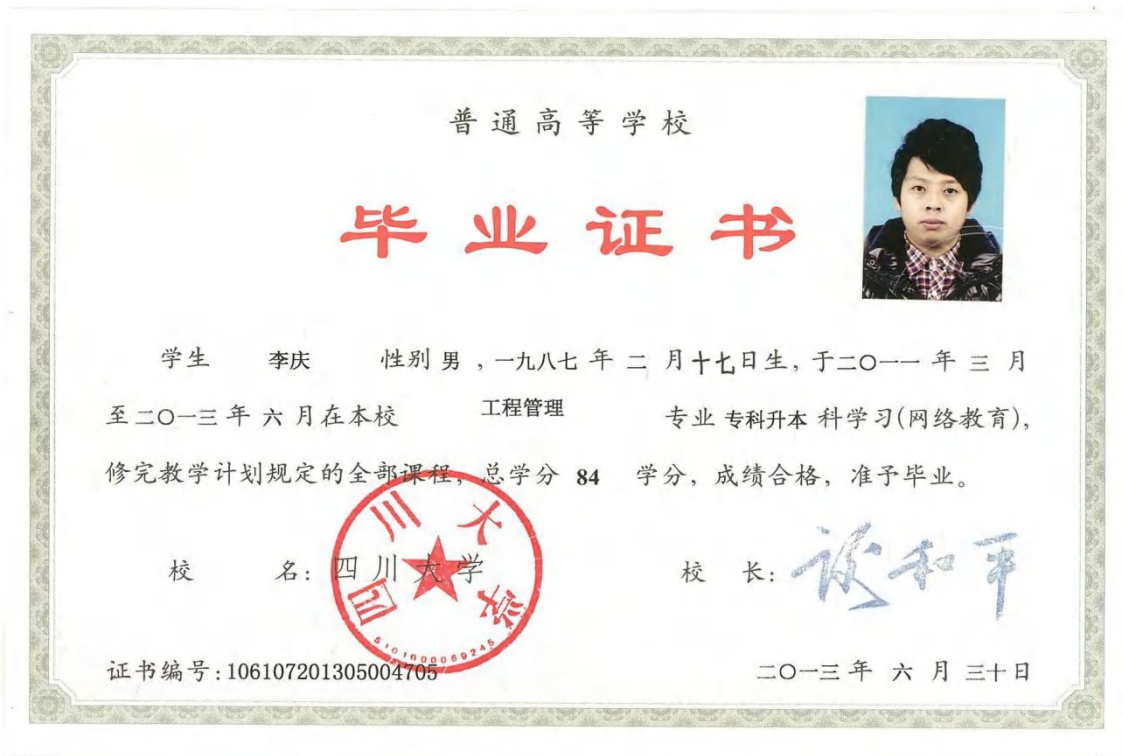 普通高等学校
毕业证书
学生 李庆 性别 男 , 一九八七 年 二 月十七日生, 于二〇一一 年 三 月
至二〇一三 年 六 月在本校 工程管理 专业 专科升本 科学习(网络教育),
修完教学计划规定的全部课程, 总学分 84 学分, 成绩合格, 准予毕业。
校 名: 四川大学 校 长: 谢和平
四川大学
5101600069245
证书编号:106107201305004705 二〇一三 年 六 月 三十日